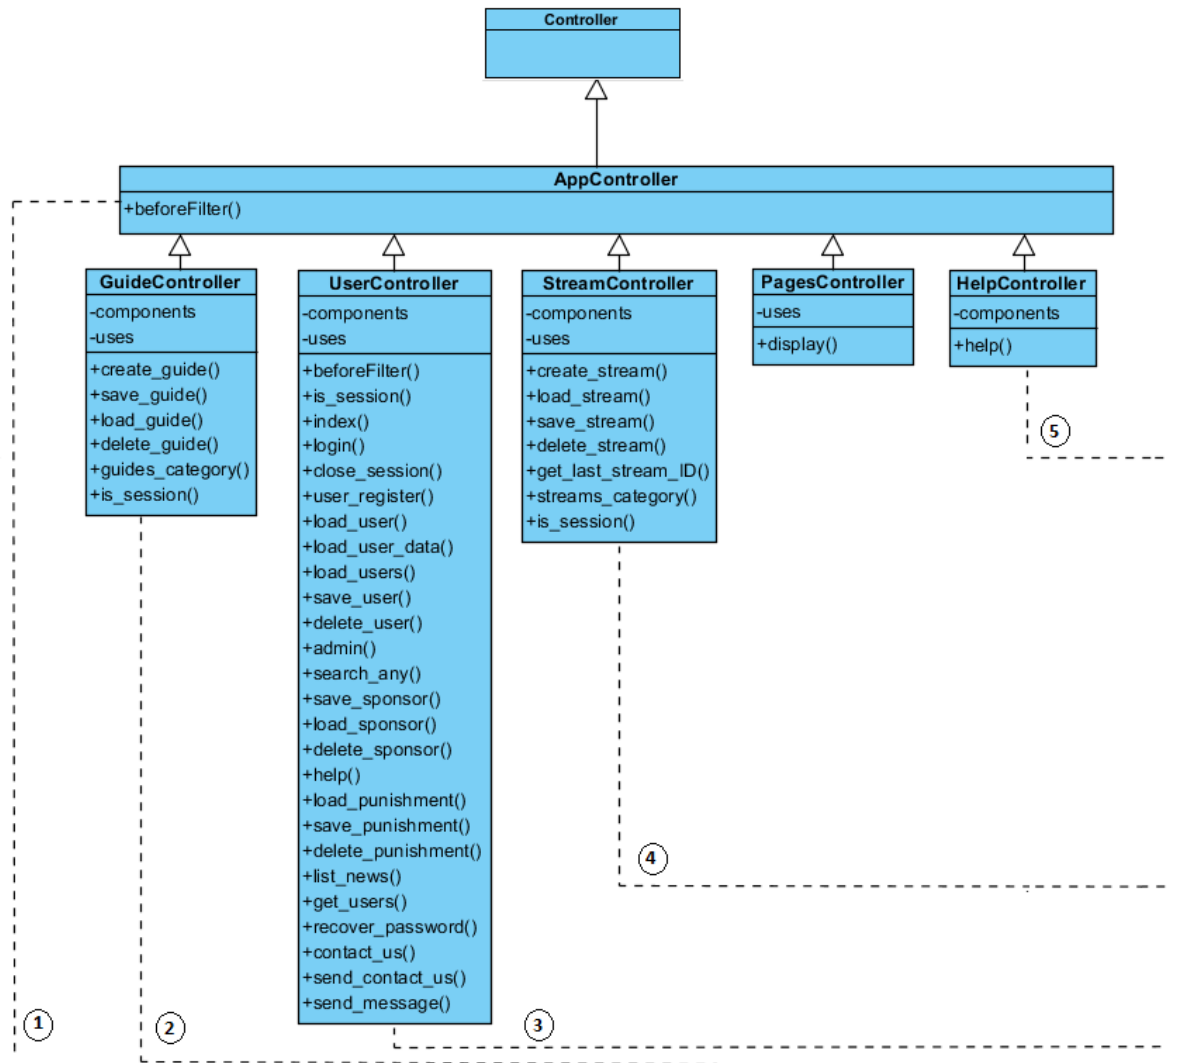 Controller
AppController
+beforeFilter()
GuideController
-components
-uses
+create_guide()
+save_guide()
+load_guide()
+delete_guide()
+guides_category()
+is_session()
UserController
-components
-uses
+beforeFilter()
+is_session()
+index()
+login()
+close_session()
+user_register()
+load_user()
+load_user_data()
+load_users()
+save_user()
+delete_user()
+admin()
+search_any()
+save_sponsor()
+load_sponsor()
+delete_sponsor()
+help()
+load_punishment()
+save_punishment()
+delete_punishment()
+list_news()
+get_users()
+recover_password()
+contact_us()
+send_contact_us()
+send_message()
StreamController
-components
-uses
+create_stream()
+load_stream()
+save_stream()
+delete_stream()
+get_last_stream_ID()
+streams_category()
+is_session()
PagesController
-uses
+display()
HelpController
-components
+help()
5
4
1
2
3